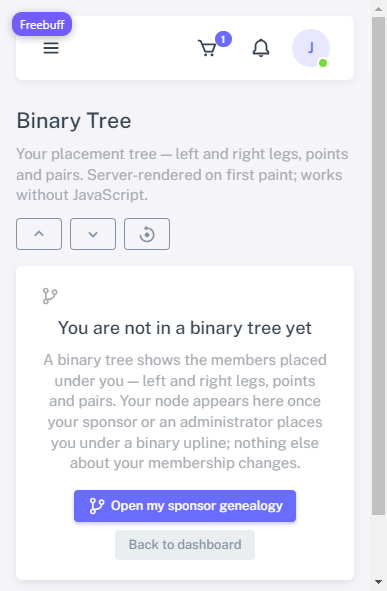 Freebuff
1
J
Binary Tree
Your placement tree — left and right legs, points
and pairs. Server-rendered on first paint; works
without JavaScript.
You are not in a binary tree yet
A binary tree shows the members placed
under you — left and right legs, points
and pairs. Your node appears here once
your sponsor or an administrator places
you under a binary upline; nothing else
about your membership changes.
Open my sponsor genealogy
Back to dashboard